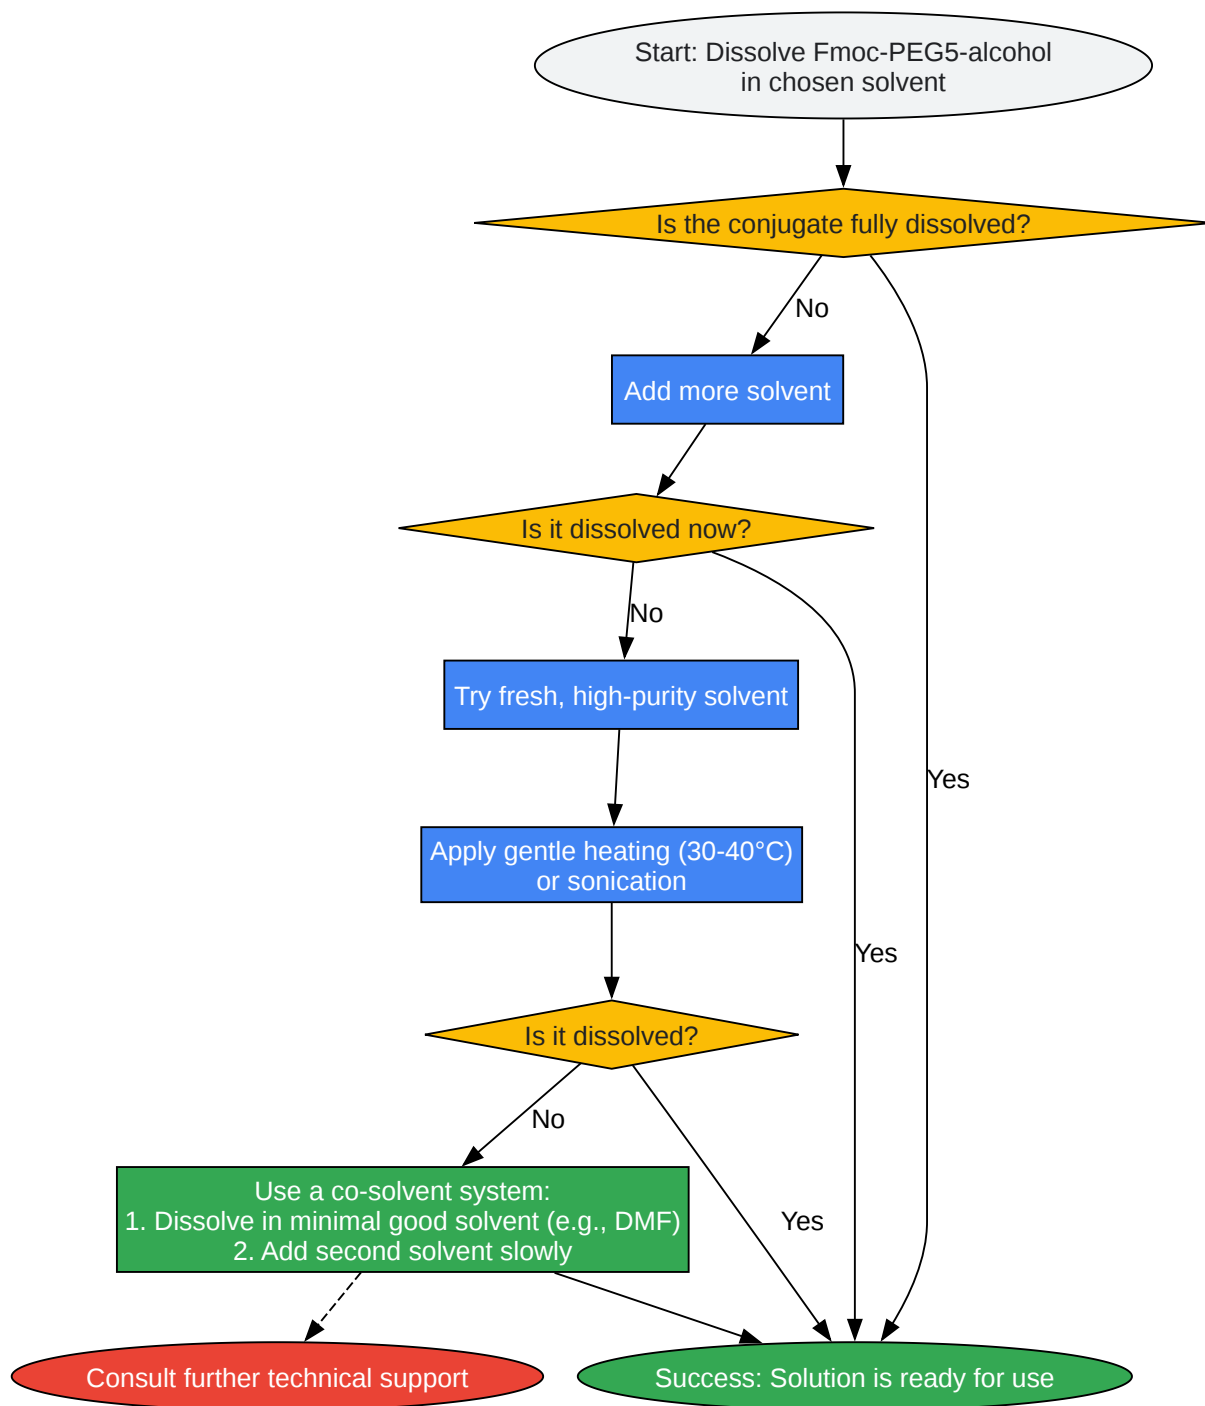 Start: Dissolve Fmoc-PEG5-alcohol
in chosen solvent
Is the conjugate fully dissolved?
No
Add more solvent
Is it dissolved now?
No
Try fresh, high-purity solvent
Yes
Apply gentle heating (30-40°C)
or sonication
Yes
Is it dissolved?
No
Use a co-solvent system:
1. Dissolve in minimal good solvent (e.g., DMF)
2. Add second solvent slowly
Yes
Consult further technical support
Success: Solution is ready for use